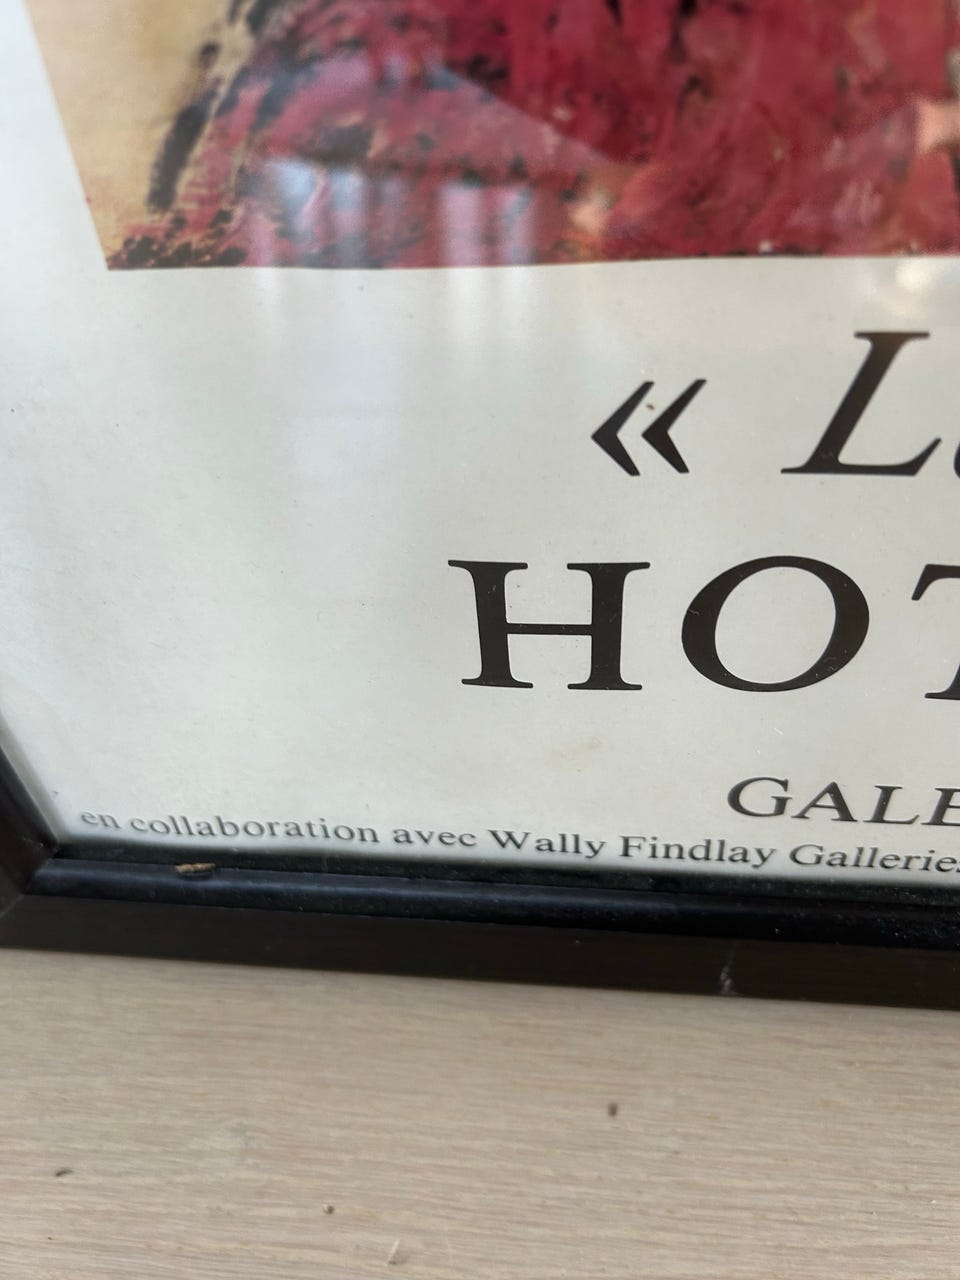 « L
HOT
GALE
en collaboration avec Wally Findlay Galleries